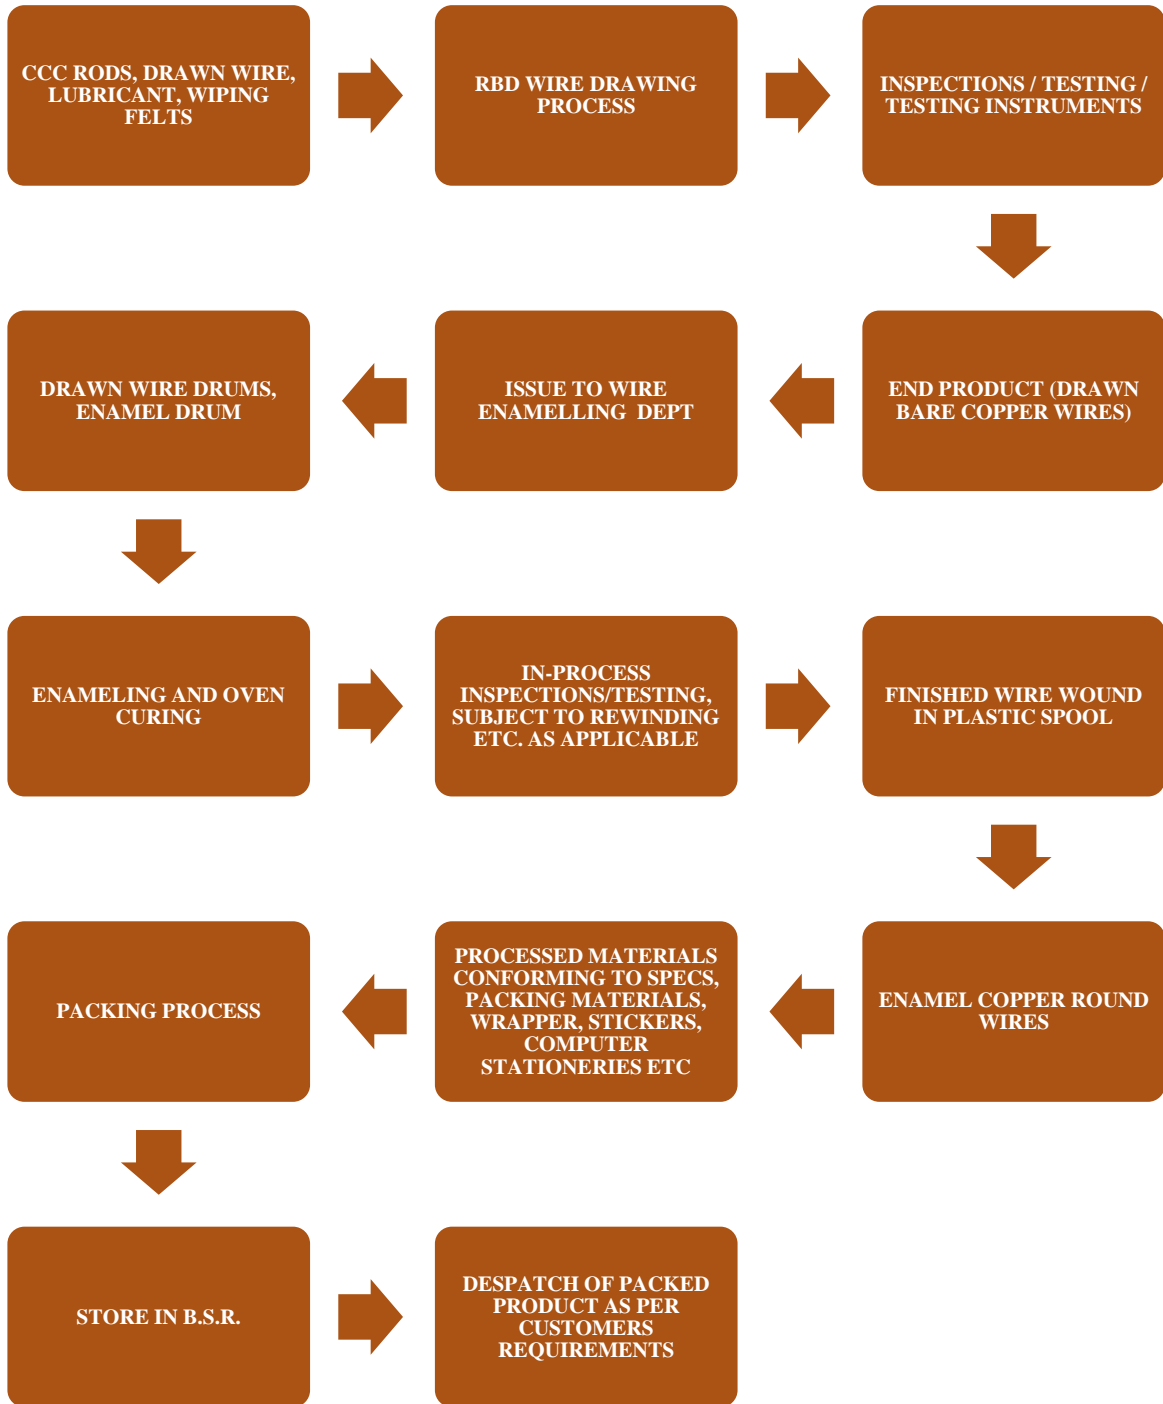 CCC RODS, DRAWN WIRE,
LUBRICANT, WIPING
FELTS
RBD WIRE DRAWING
PROCESS
INSPECTIONS / TESTING /
TESTING INSTRUMENTS
END PRODUCT (DRAWN
BARE COPPER WIRES)
ISSUE TO WIRE
ENAMELLING DEPT
DRAWN WIRE DRUMS,
ENAMEL DRUM
ENAMELING AND OVEN
CURING
IN-PROCESS
INSPECTIONS/TESTING,
SUBJECT TO REWINDING
ETC. AS APPLICABLE
FINISHED WIRE WOUND
IN PLASTIC SPOOL
ENAMEL COPPER ROUND
WIRES
PROCESSED MATERIALS
CONFORMING TO SPECS,
PACKING MATERIALS,
WRAPPER, STICKERS,
COMPUTER
STATIONERIES ETC
PACKING PROCESS
STORE IN B.S.R.
DESPATCH OF PACKED
PRODUCT AS PER
CUSTOMERS
REQUIREMENTS